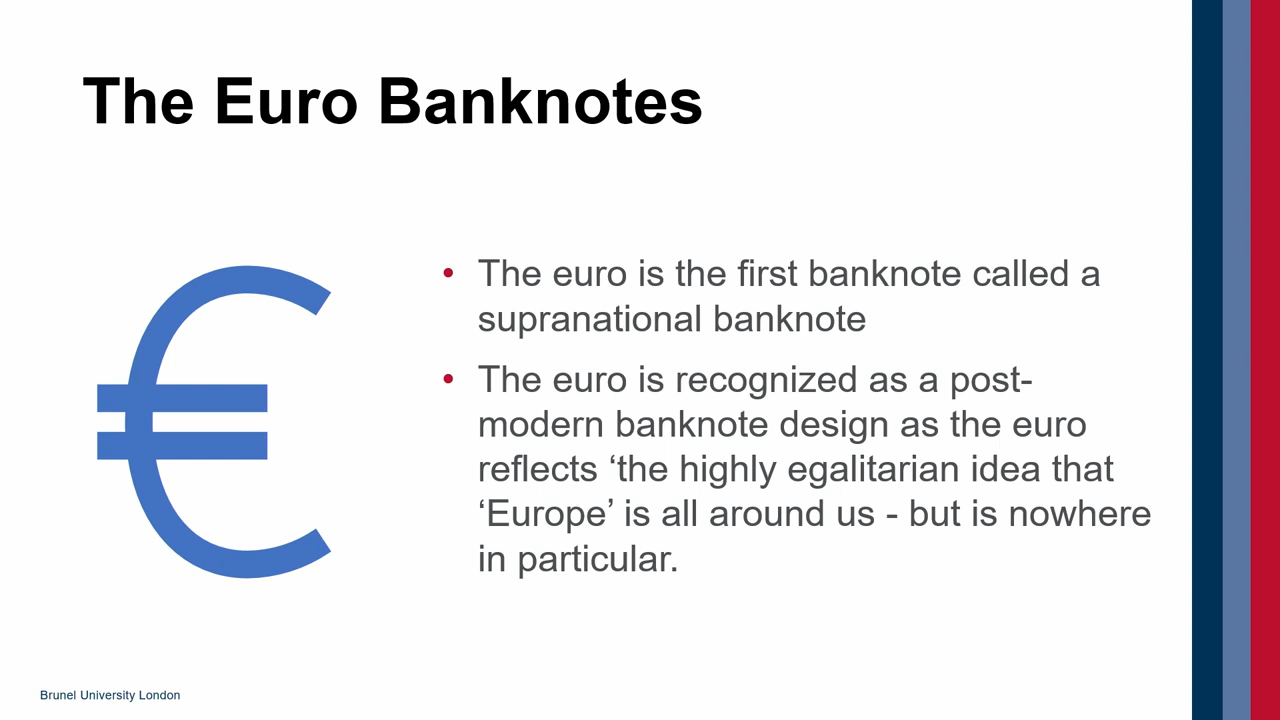 The Euro Banknotes
• The euro is the first banknote called a
supranational banknote
• The euro is recognized as a post-
modern banknote design as the euro
reflects ‘the highly egalitarian idea that
‘Europe’ is all around us - but is nowhere
in particular.
€
Brunel University London